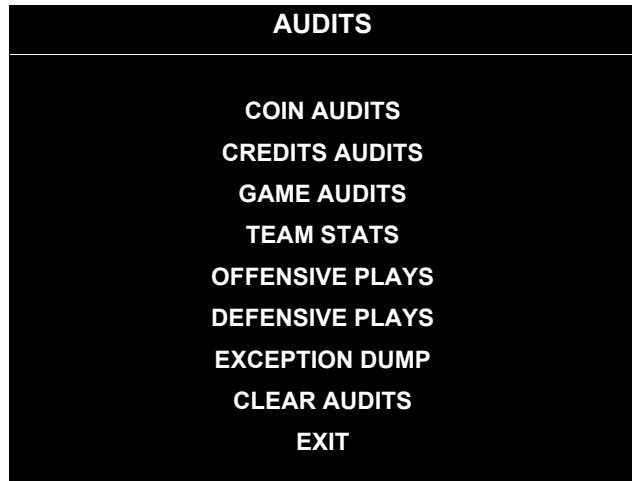 AUDITS
COIN AUDITS
CREDITS AUDITS
GAME AUDITS
TEAM STATS
OFFENSIVE PLAYS
DEFENSIVE PLAYS
EXCEPTION DUMP
CLEAR AUDITS
EXIT